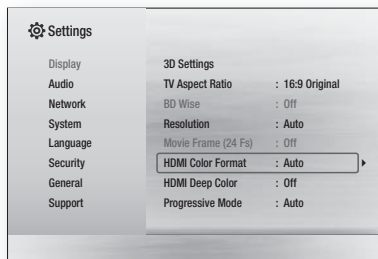 Settings
Display
Audio
Network
System
Language
Security
General
Support
3D Settings
TV Aspect Ratio : 16:9 Original
BD Wise : Off
Resolution : Auto
Movie Frame (24 Fs) : Off
HDMI Color Format : Auto
HDMI Deep Color : Off
Progressive Mode : Auto